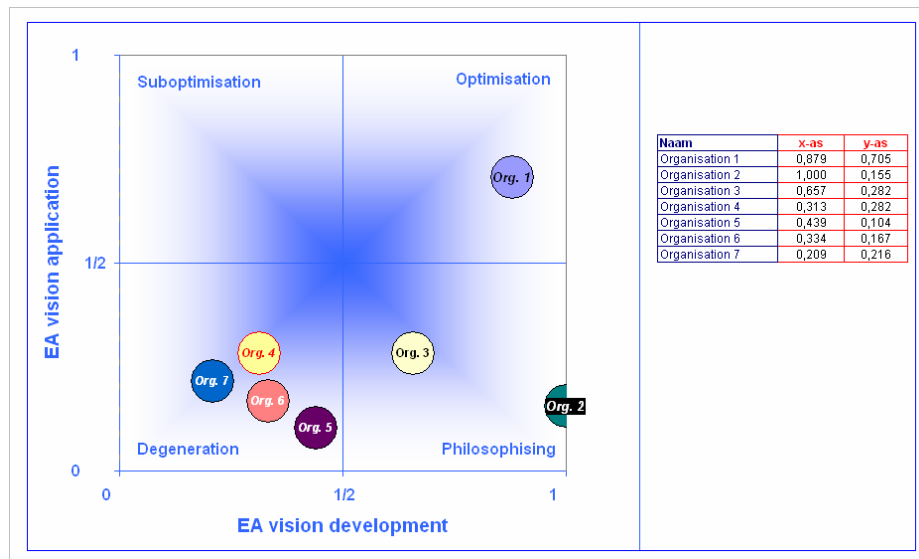 1
Suboptimisation
Optimisation
Org. 1
EA vision application
1/2
Org. 4
Org. 3
Org. 7
Org. 6
Org. 2
Org. 5
Degeneration
Philosophising
0
0
1/2
1
EA vision development
Naam x-as y-as
Organisation 1 0,879 0,705
Organisation 2 1,000 0,155
Organisation 3 0,657 0,282
Organisation 4 0,313 0,282
Organisation 5 0,439 0,104
Organisation 6 0,334 0,167
Organisation 7 0,209 0,216